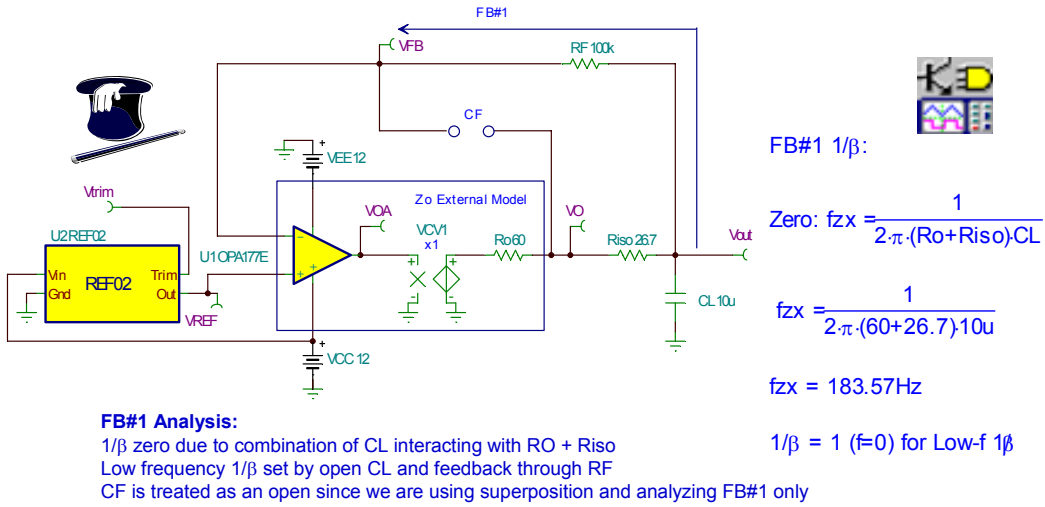 FB#1
VFB
RF 100k
CF
+
VEE 12
Vtrim
Zo External Model
U2 REF02
VOA
VCV1
x1
VO
Vout
U1 OPA177E
Ro 60
Riso 26.7
Vin
Gnd
REF02
Trim
Out
VREF
−
+
+
+
-
+
-
CL 10u
+
VCC 12
FB#1 1/β:
Zero: fzx = 1
2·π·(Ro+Riso)·CL
fzx = 1
2·π·(60+26.7)·10u
fzx = 183.57Hz
1/β = 1 (f=0) for Low-f 1/β
FB#1 Analysis:
1/β zero due to combination of CL interacting with RO + Riso
Low frequency 1/β set by open CL and feedback through RF
CF is treated as an open since we are using superposition and analyzing FB#1 only